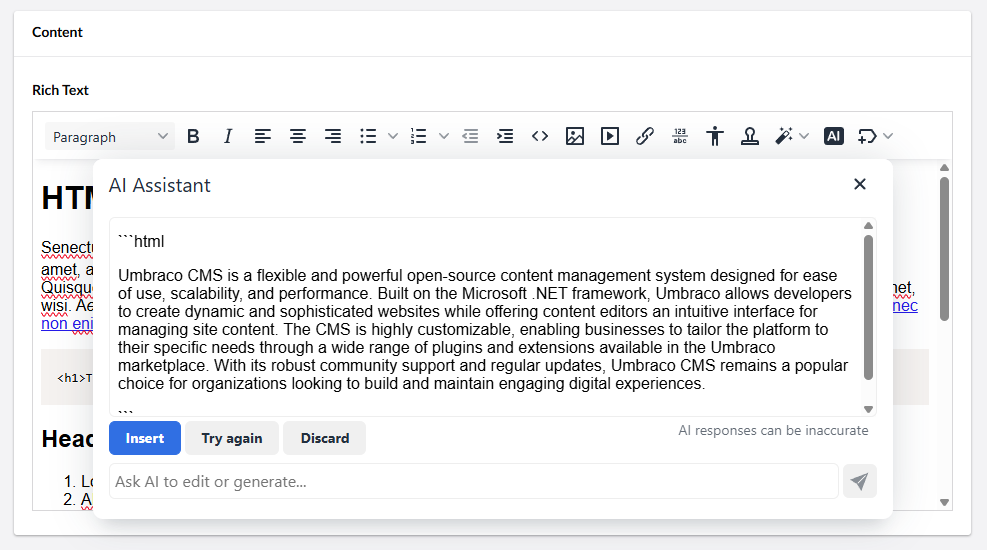 Content
Rich Text
Paragraph
B I 123 abc AI
HTM
AI Assistant
Senectu
amet, a
Quisque
net,
wisi. Ae
nec
non eni
```html
Umbraco CMS is a flexible and powerful open-source content management system designed for ease
of use, scalability, and performance. Built on the Microsoft .NET framework, Umbraco allows developers
to create dynamic and sophisticated websites while offering content editors an intuitive interface for
managing site content. The CMS is highly customizable, enabling businesses to tailor the platform to
their specific needs through a wide range of plugins and extensions available in the Umbraco
marketplace. With its robust community support and regular updates, Umbraco CMS remains a popular
choice for organizations looking to build and maintain engaging digital experiences.
```
<h1>T
Insert Try again Discard
AI responses can be inaccurate
Head
1. Lo
2. A
Ask AI to edit or generate...